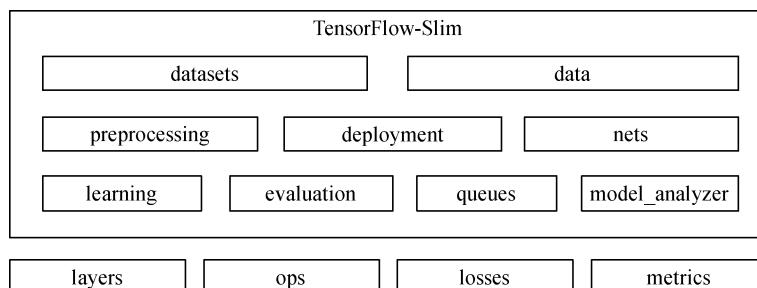 TensorFlow-Slim
datasets data
preprocessing deployment nets
learning evaluation queues model_analyzer
layers ops losses metrics